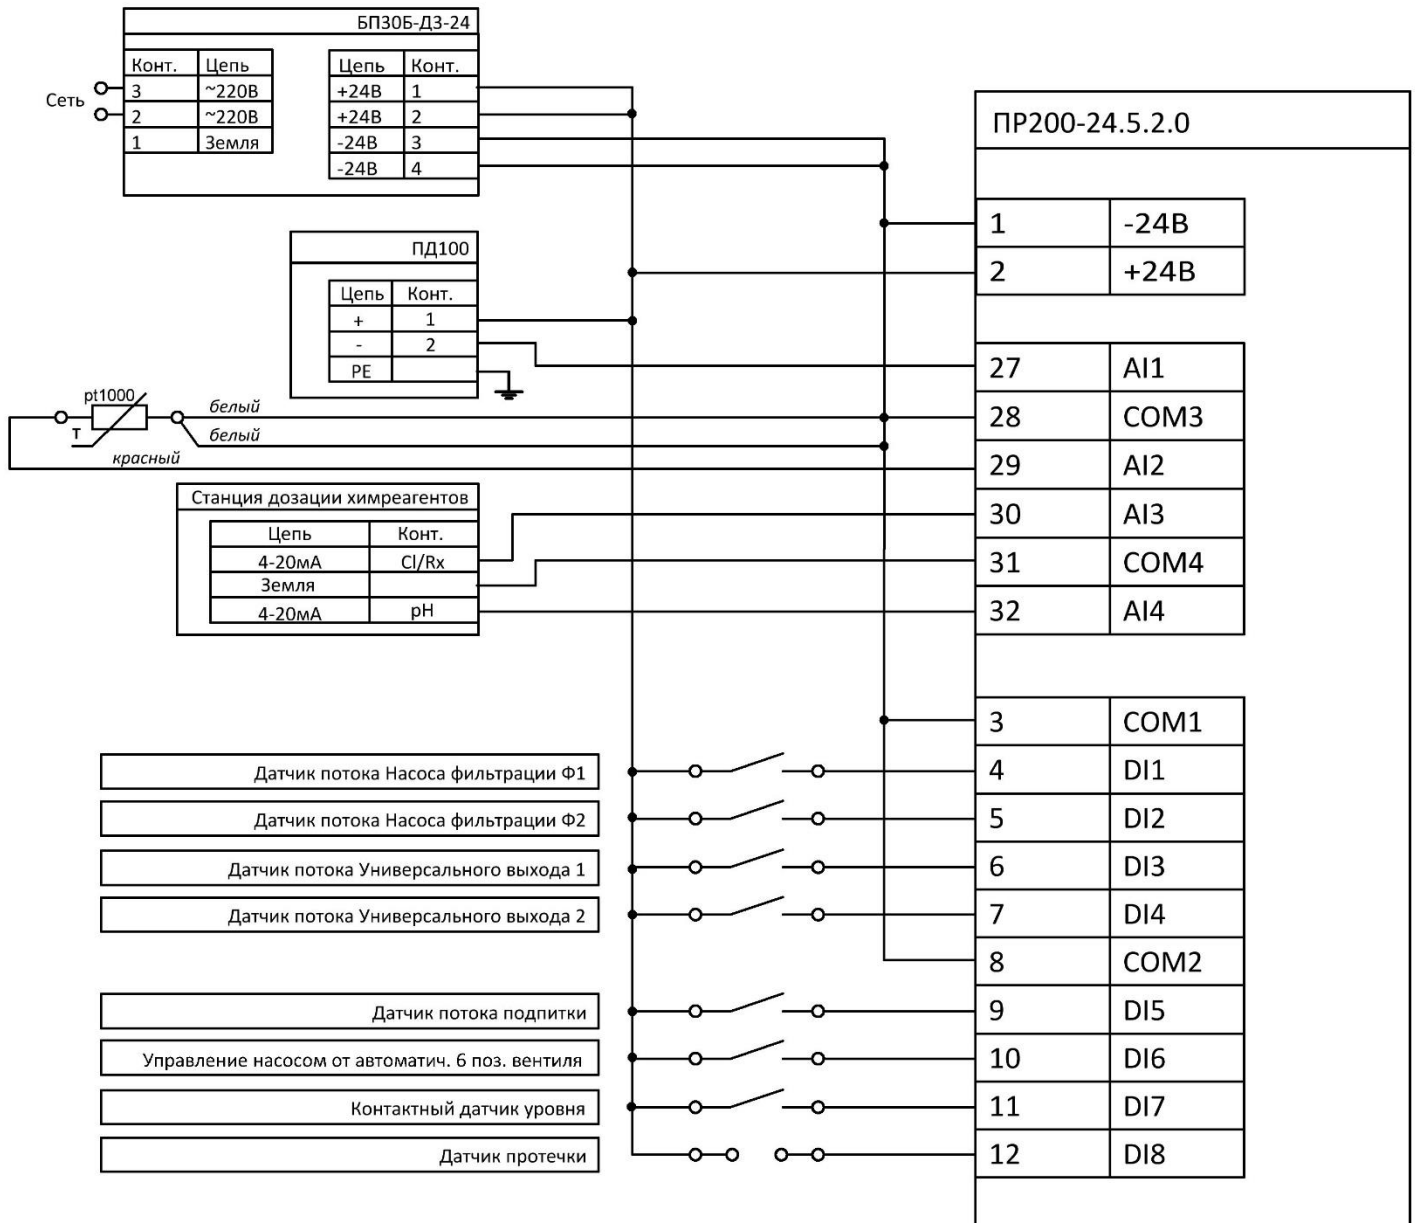 БП30Б-Д3-24
Конт. Цепь
3 ~220В
2 ~220В
1 Земля
Цепь Конт.
+24В 1
+24В 2
-24В 3
-24В 4
Сеть
ПР200-24.5.2.0
1 -24В
2 +24В
ПД100
Цепь Конт.
+ 1
- 2
PE
27 AI1
28 COM3
29 AI2
30 AI3
31 COM4
32 AI4
pt1000
T
белый
белый
красный
Станция дозации химреагентов
Цепь Конт.
4-20мА Cl/Rx
Земля
4-20мА pH
3 COM1
4 DI1
5 DI2
6 DI3
7 DI4
8 COM2
9 DI5
10 DI6
11 DI7
12 DI8
Датчик потока Насоса фильтрации Ф1
Датчик потока Насоса фильтрации Ф2
Датчик потока Универсального выхода 1
Датчик потока Универсального выхода 2
Датчик потока подпитки
Управление насосом от автоматич. 6 поз. вентиля
Контактный датчик уровня
Датчик протечки